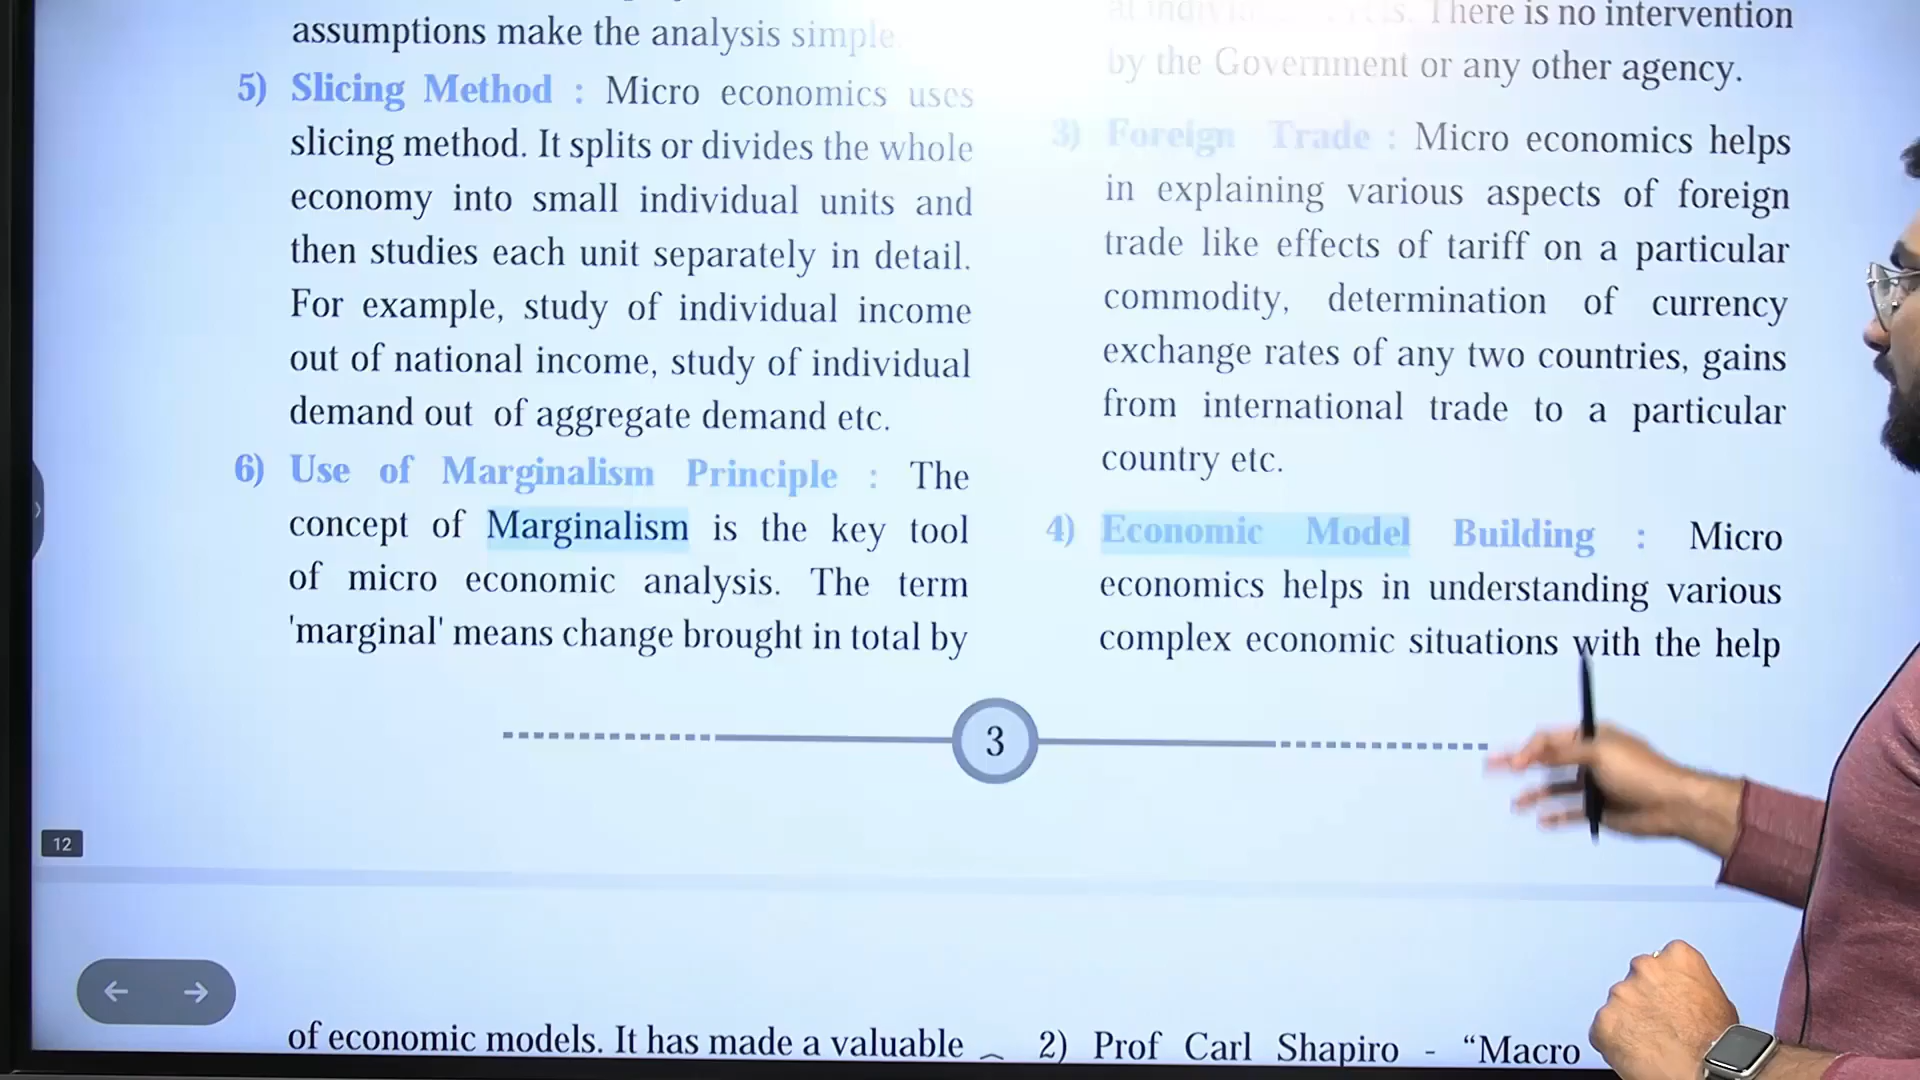 assumptions make the analysis simple.
5) Slicing Method : Micro economics uses
slicing method. It splits or divides the whole
economy into small individual units and
then studies each unit separately in detail.
For example, study of individual income
out of national income, study of individual
demand out of aggregate demand etc.
6) Use of Marginalism Principle : The
concept of Marginalism is the key tool
of micro economic analysis. The term
'marginal' means change brought in total by
There is no intervention
by the Government or any other agency.
3) Foreign Trade : Micro economics helps
in explaining various aspects of foreign
trade like effects of tariff on a particular
commodity, determination of currency
exchange rates of any two countries, gains
from international trade to a particular
country etc.
4) Economic Model Building : Micro
economics helps in understanding various
complex economic situations with the help
3
12
of economic models. It has made a valuable
2) Prof Carl Shapiro - “Macro